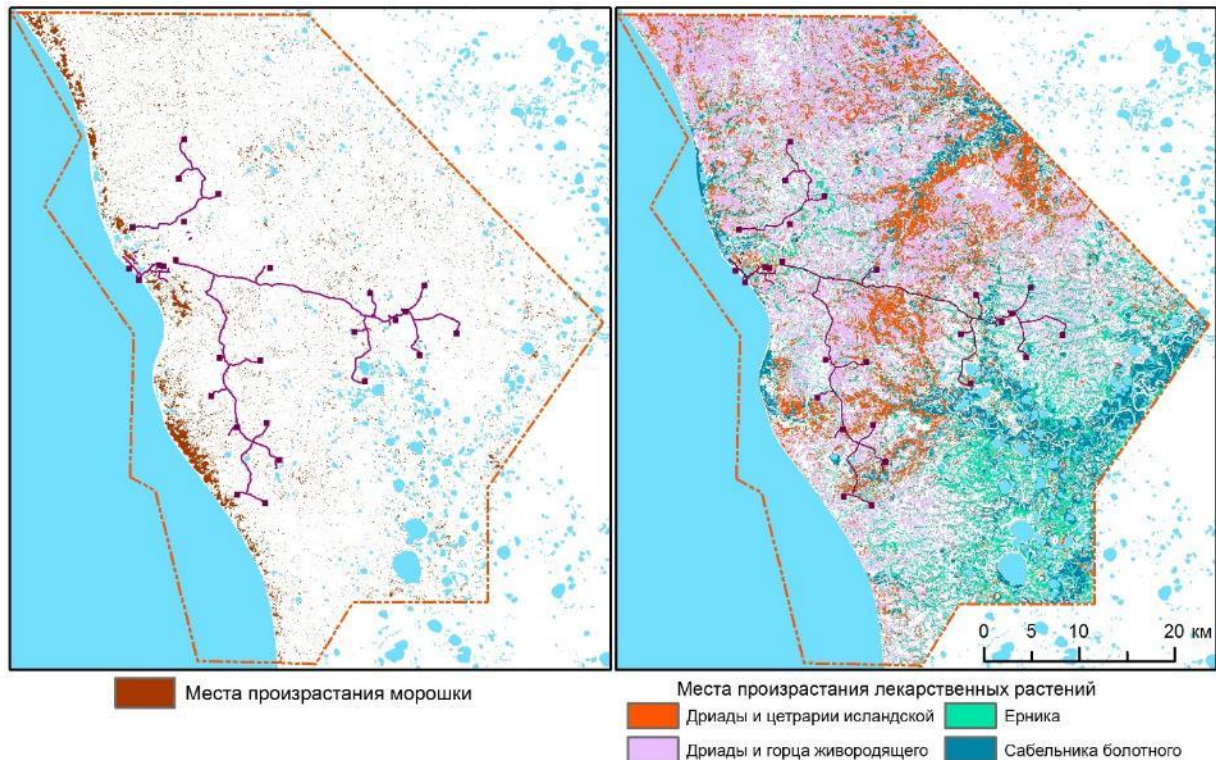 0 5 10 20 км
Места произрастания морошки
Места произрастания лекарственных растений
Дриады и цетрарии исландской
Ерника
Дриады и горца живородящего
Сабельника болотного